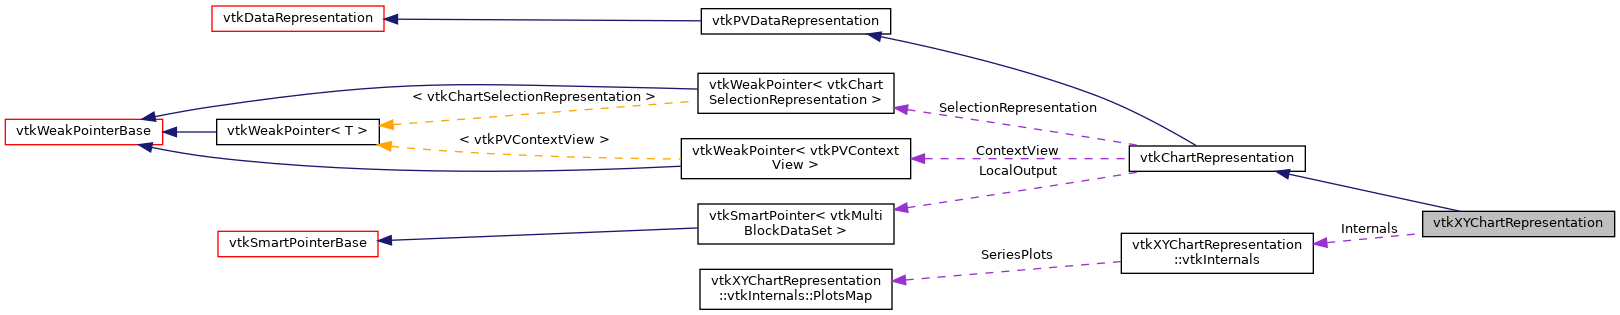 vtkDataRepresentation
vtkPVDataRepresentation
vtkWeakPointer< vtkChart
SelectionRepresentation >
< vtkChartSelectionRepresentation >
SelectionRepresentation
vtkWeakPointerBase
vtkWeakPointer< T >
< vtkPVContextView >
vtkWeakPointer< vtkPVContext
View >
ContextView
vtkChartRepresentation
LocalOutput
vtkSmartPointer< vtkMulti
BlockDataSet >
vtkXYChartRepresentation
Internals
vtkSmartPointerBase
vtkXYChartRepresentation
::vtkInternals
SeriesPlots
vtkXYChartRepresentation
::vtkInternals::PlotsMap